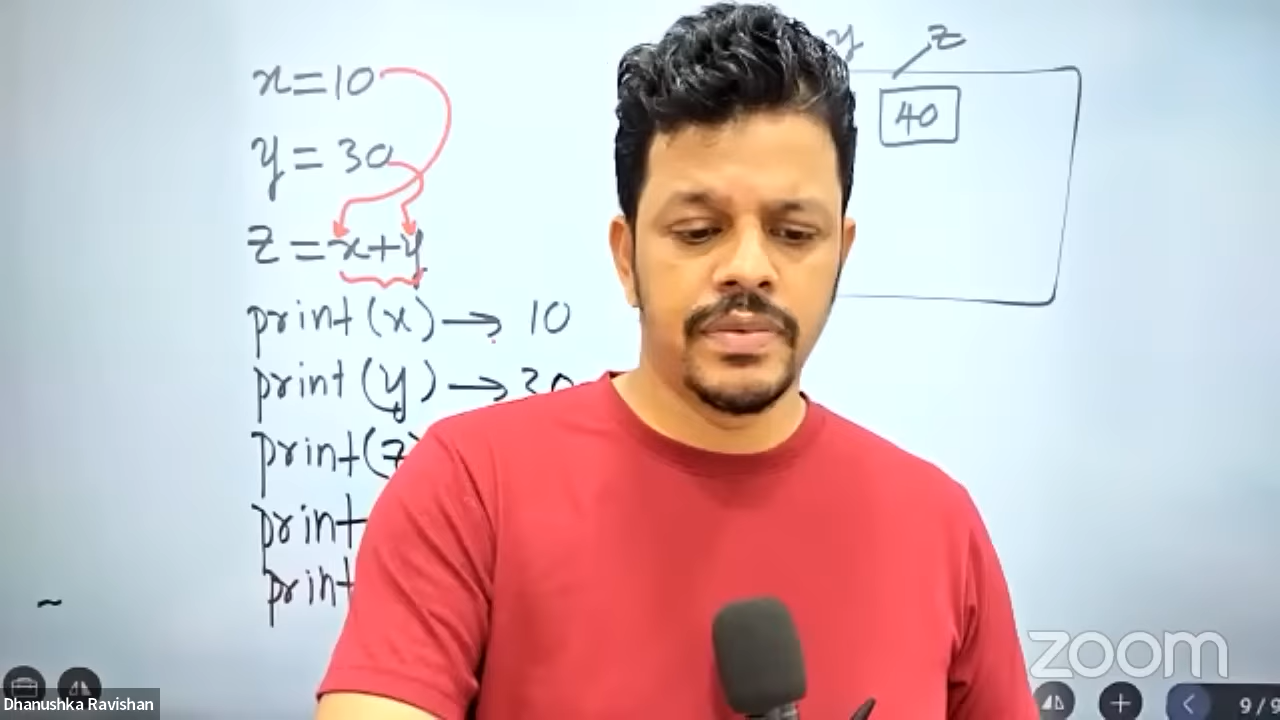 x=10
y=30
z=x+y
print(x)→ 10
print(y)→30
print(z)
print
print
y z
40
zoom
Dhanushka Ravishan
9/9